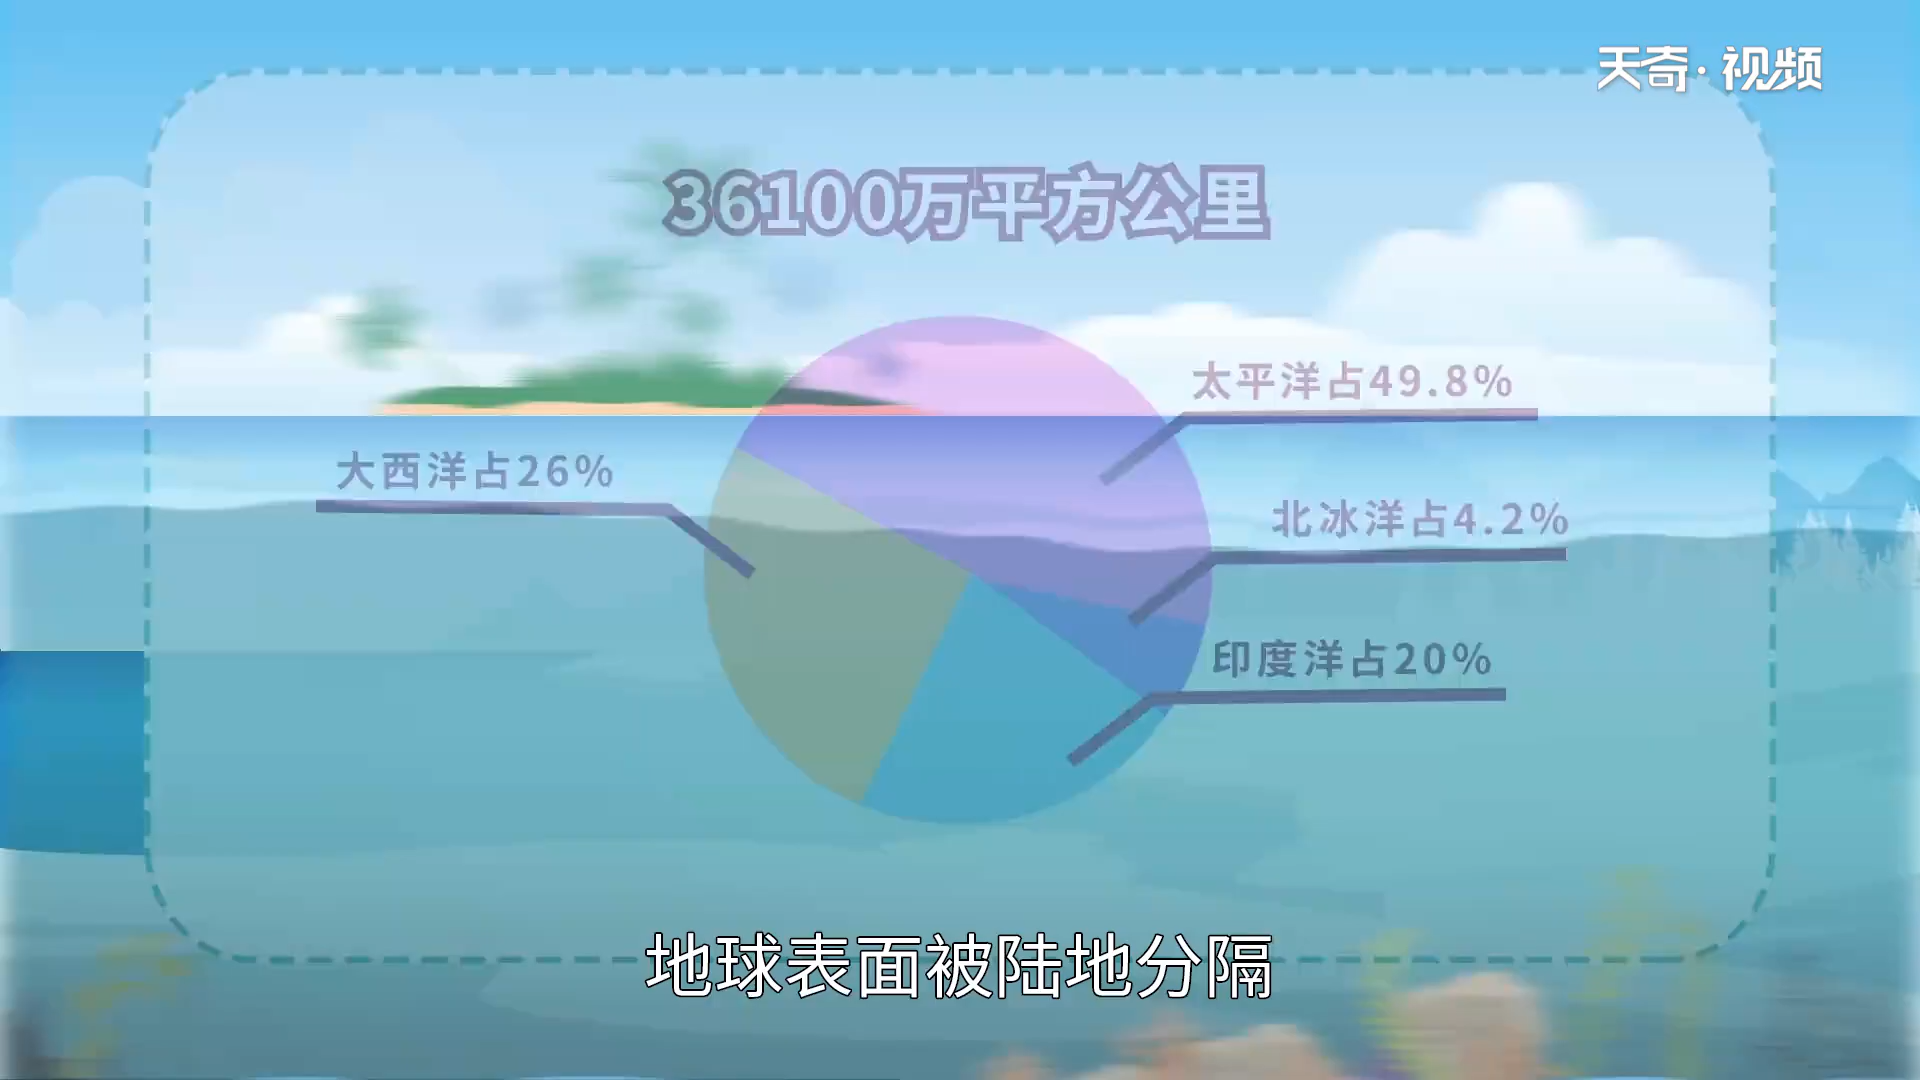 天奇·视频
36100万平方公里
太平洋占49.8%
大西洋占26%
北冰洋占4.2%
印度洋占20%
地球表面被陆地分隔